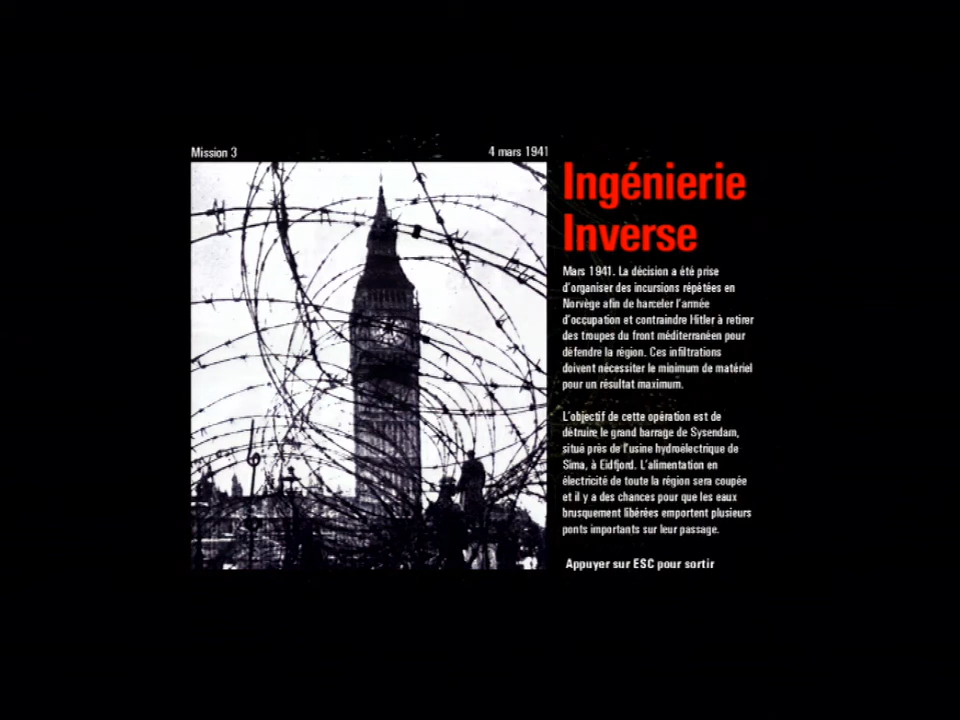 Mission 3
4 mars 1941
Ingénierie
Inverse
Mars 1941. La décision a été prise
d'organiser des incursions répétées en
Norvège afin de harceler l'armée
d'occupation et contraindre Hitler à retirer
des troupes du front méditerranéen pour
défendre la région. Ces infiltrations
doivent nécessiter le minimum de matériel
pour un résultat maximum.
L'objectif de cette opération est de
détruire le grand barrage de Sysendam,
situé près de l'usine hydroélectrique de
Sima, à Eidfjord. L'alimentation en
électricité de toute la région sera coupée
et il y a des chances pour que les eaux
brusquement libérées emportent plusieurs
ponts importants sur leur passage.
Appuyer sur ESC pour sortir